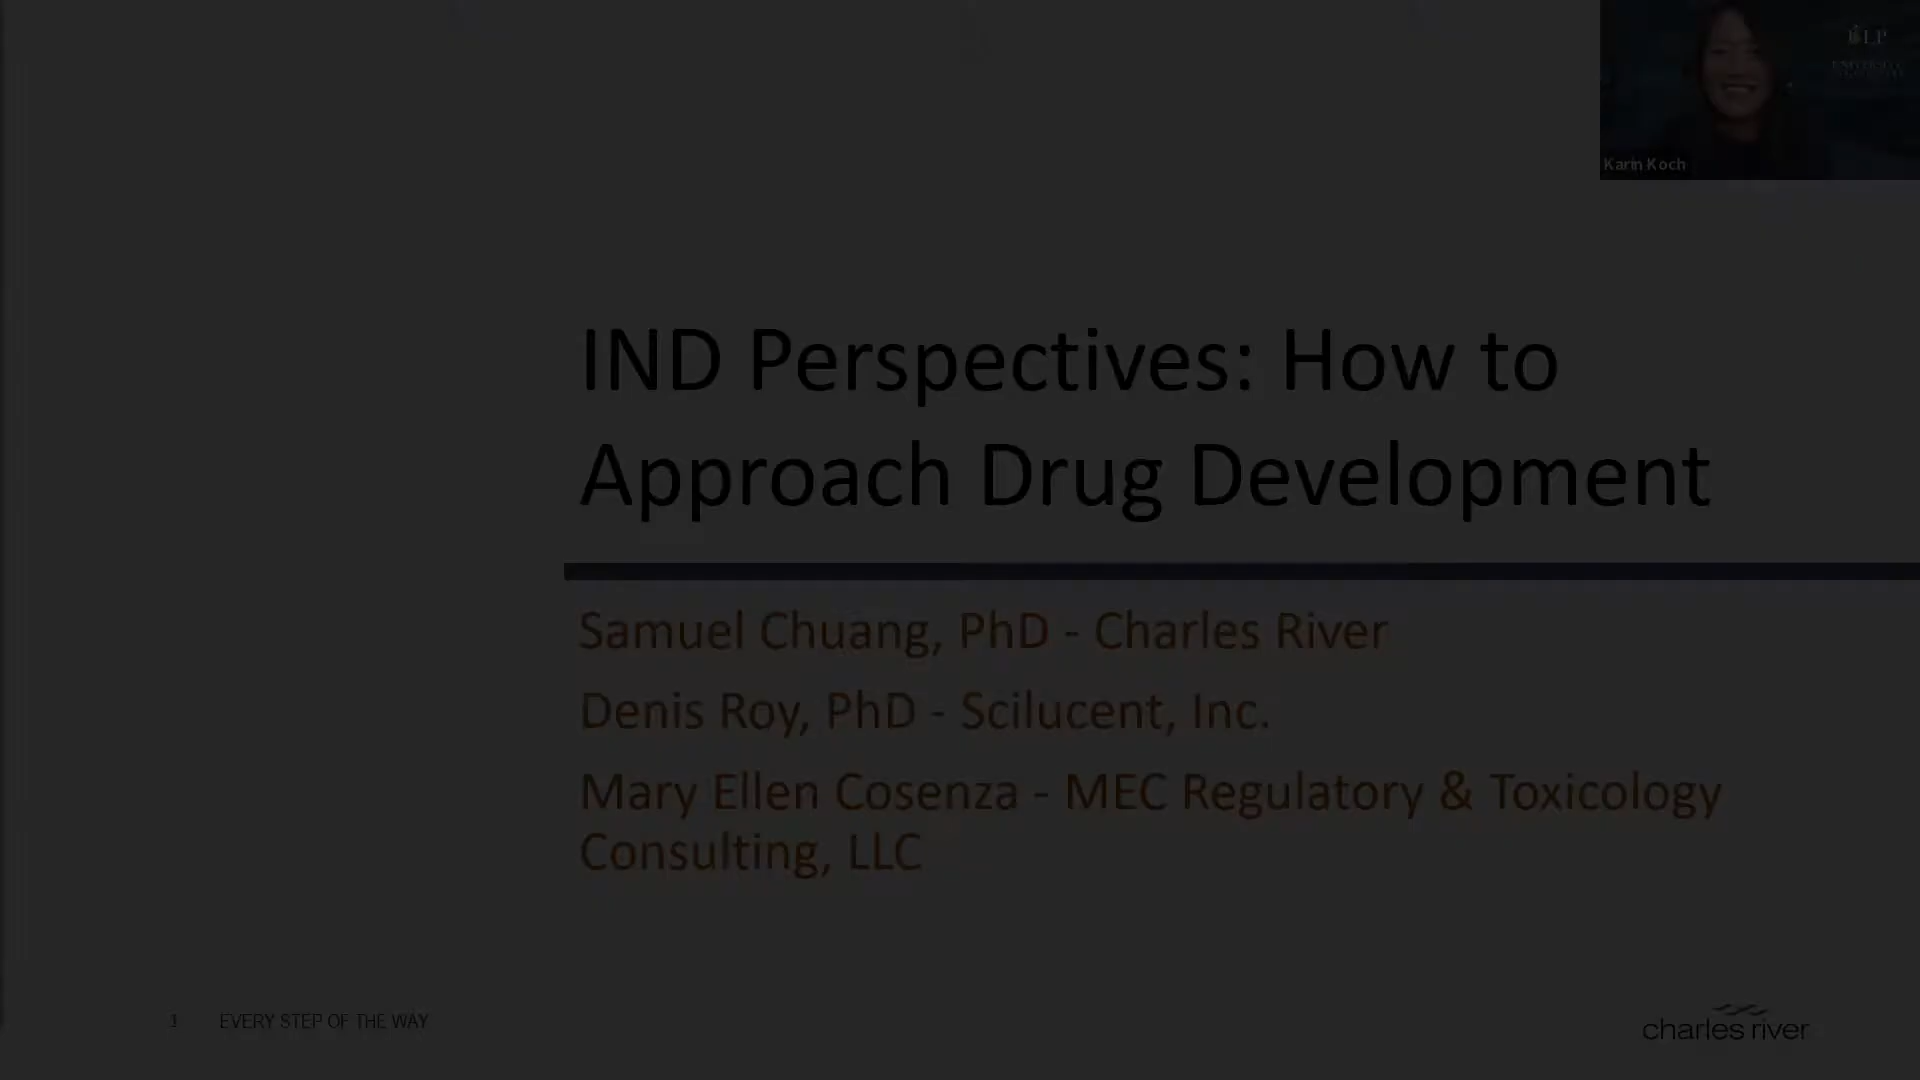 Karin Koch
IND Perspectives: How to
Approach Drug Development
Samuel Chuang, PhD - Charles River
Denis Roy, PhD - Scilucent, Inc.
Mary Ellen Cosenza - MEC Regulatory & Toxicology
Consulting, LLC
1 EVERY STEP OF THE WAY
charles river